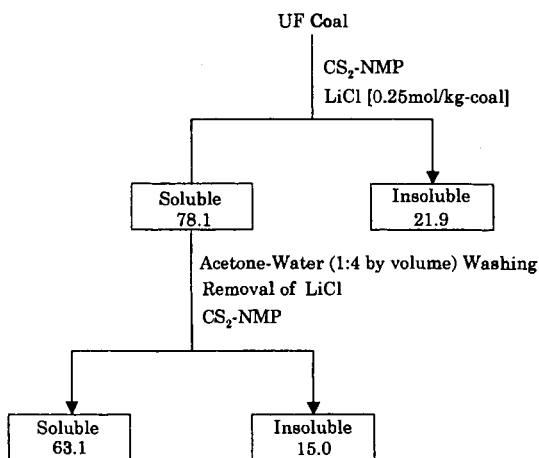 UF Coal
CS₂-NMP
LiCl [0.25mol/kg-coal]
Soluble
78.1
Insoluble
21.9
Acetone-Water (1:4 by volume) Washing
Removal of LiCl
CS₂-NMP
Soluble
63.1
Insoluble
15.0